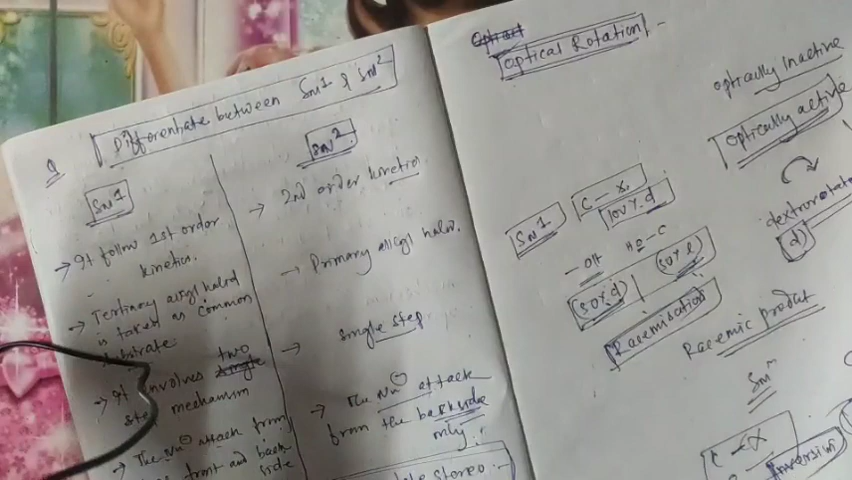 Q Differentiate between SN1 & SN2
SN1
→ It follow 1st order
kinetics.
→ Tertiary alkyl halid
is taken as common
substrate.
→ It involves two
step mechanism
→ The Nu⊖ attack from
front and back
side
SN2
→ 2nd order kinetics
→ Primary alkyl halid.
→ Single step
→ The Nu⊖ attack
from the backside
only.
Stereo :-
Optical Rotation -
optically inactive
optically active
SN1
C - X
100% d
- OH HO - C
50% d | 50% l
Racemisation
dextrorotato
d)
Racemic product
C - X
Inversion